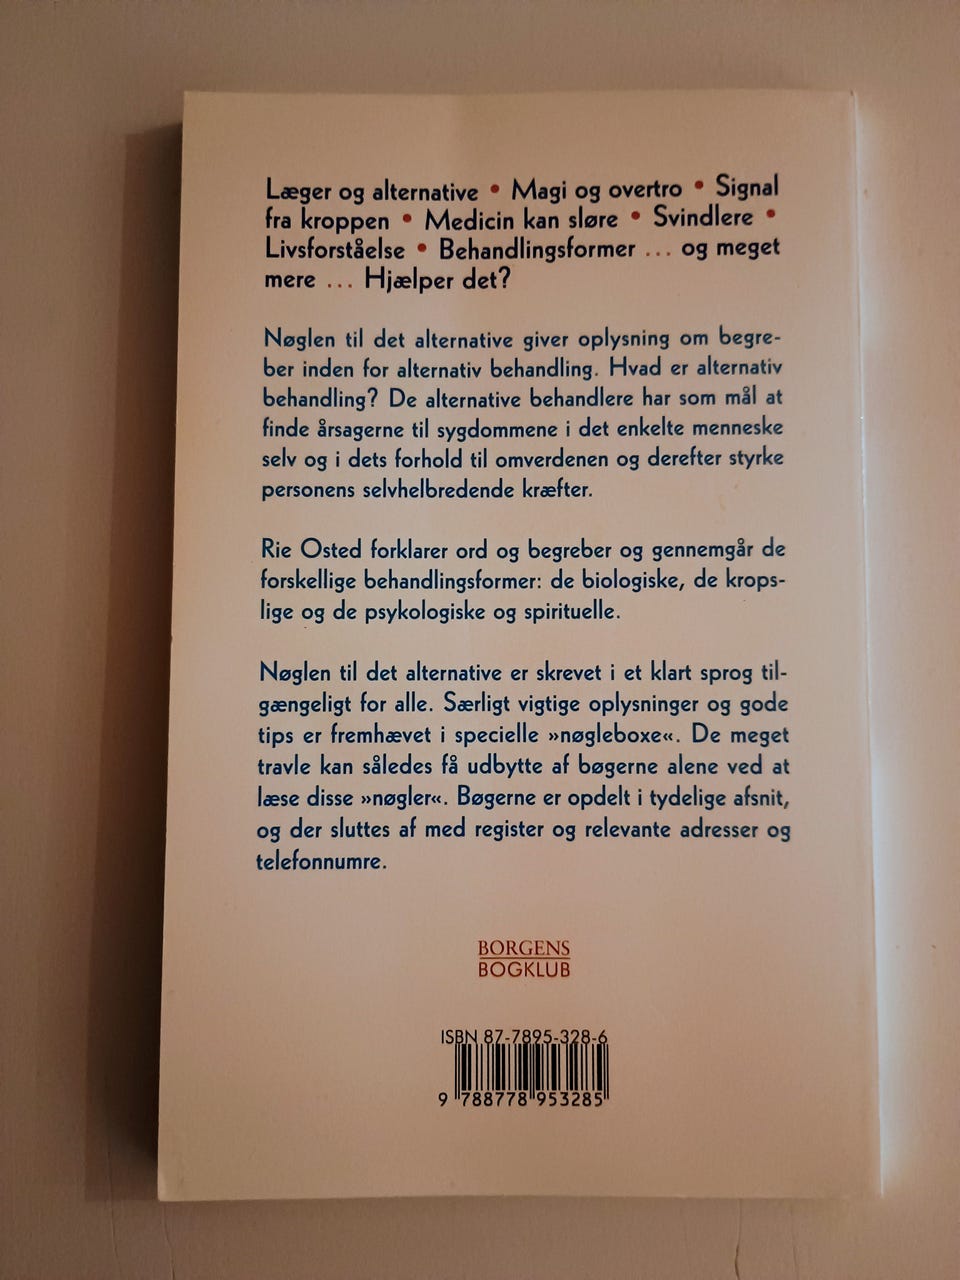 Læger og alternative • Magi og overtro • Signal
fra kroppen • Medicin kan sløre • Svindlere •
Livsforståelse • Behandlingsformer ... og meget
mere ... Hjælper det?
Nøglen til det alternative giver oplysning om begre-
ber inden for alternativ behandling. Hvad er alternativ
behandling? De alternative behandlere har som mål at
finde årsagerne til sygdommene i det enkelte menneske
selv og i dets forhold til omverdenen og derefter styrke
personens selvhelbredende kræfter.
Rie Osted forklarer ord og begreber og gennemgår de
forskellige behandlingsformer: de biologiske, de krops-
lige og de psykologiske og spirituelle.
Nøglen til det alternative er skrevet i et klart sprog til-
gængeligt for alle. Særligt vigtige oplysninger og gode
tips er fremhævet i specielle »nøgleboxe«. De meget
travle kan således få udbytte af bøgerne alene ved at
læse disse »nøgler«. Bøgerne er opdelt i tydelige afsnit,
og der sluttes af med register og relevante adresser og
telefonnumre.
BORGENS
BOGKLUB
ISBN 87-7895-328-6
9 788778 953285